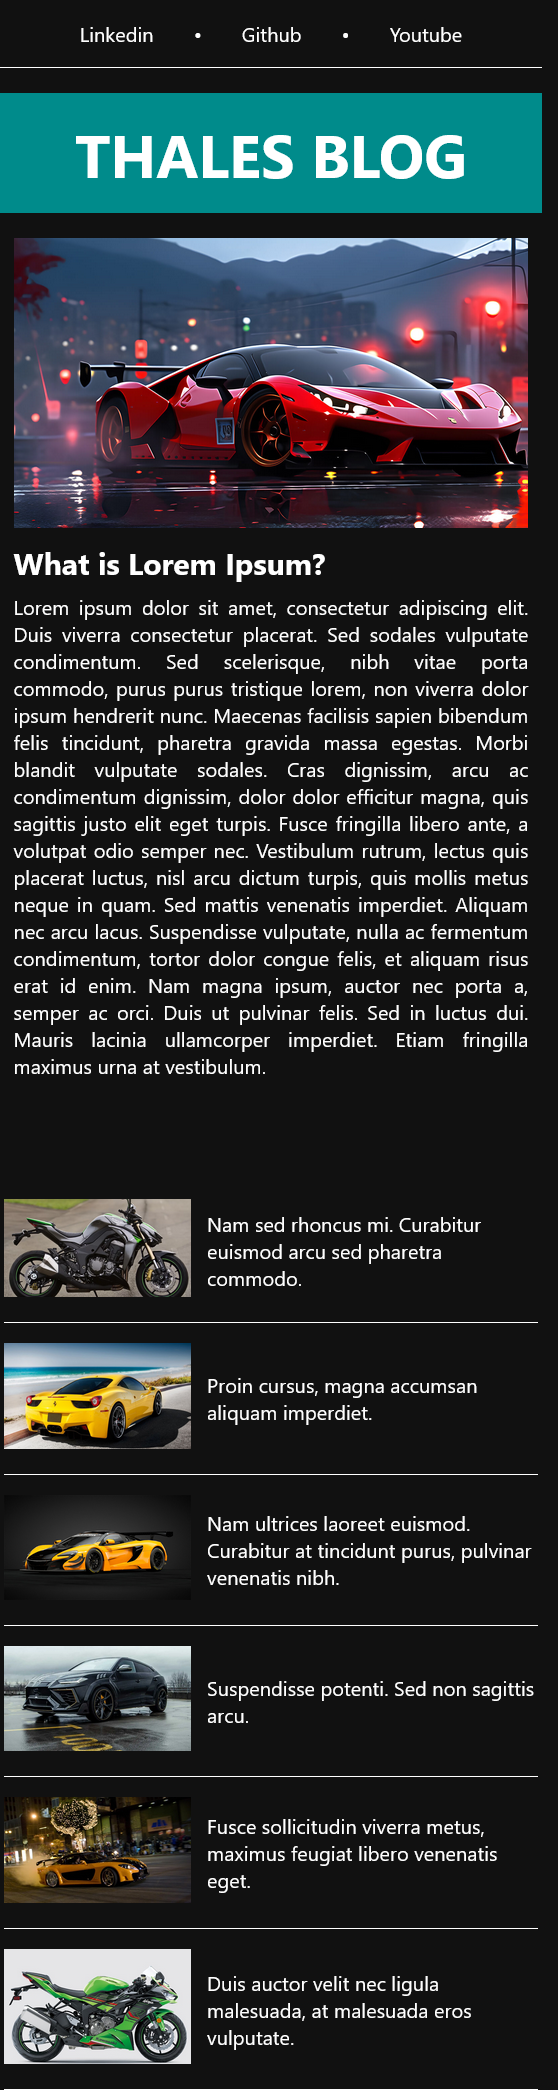 Linkedin • Github • Youtube
THALES BLOG
What is Lorem Ipsum?
Lorem ipsum dolor sit amet, consectetur adipiscing elit.
Duis viverra consectetur placerat. Sed sodales vulputate
condimentum. Sed scelerisque, nibh vitae porta
commodo, purus purus tristique lorem, non viverra dolor
ipsum hendrerit nunc. Maecenas facilisis sapien bibendum
felis tincidunt, pharetra gravida massa egestas. Morbi
blandit vulputate sodales. Cras dignissim, arcu ac
condimentum dignissim, dolor dolor efficitur magna, quis
sagittis justo elit eget turpis. Fusce fringilla libero ante, a
volutpat odio semper nec. Vestibulum rutrum, lectus quis
placerat luctus, nisl arcu dictum turpis, quis mollis metus
neque in quam. Sed mattis venenatis imperdiet. Aliquam
nec arcu lacus. Suspendisse vulputate, nulla ac fermentum
condimentum, tortor dolor congue felis, et aliquam risus
erat id enim. Nam magna ipsum, auctor nec porta a,
semper ac orci. Duis ut pulvinar felis. Sed in luctus dui.
Mauris lacinia ullamcorper imperdiet. Etiam fringilla
maximus urna at vestibulum.
Nam sed rhoncus mi. Curabitur
euismod arcu sed pharetra
commodo.
Proin cursus, magna accumsan
aliquam imperdiet.
Nam ultrices laoreet euismod.
Curabitur at tincidunt purus, pulvinar
venenatis nibh.
Suspendisse potenti. Sed non sagittis
arcu.
Fusce sollicitudin viverra metus,
maximus feugiat libero venenatis
eget.
Duis auctor velit nec ligula
malesuada, at malesuada eros
vulputate.